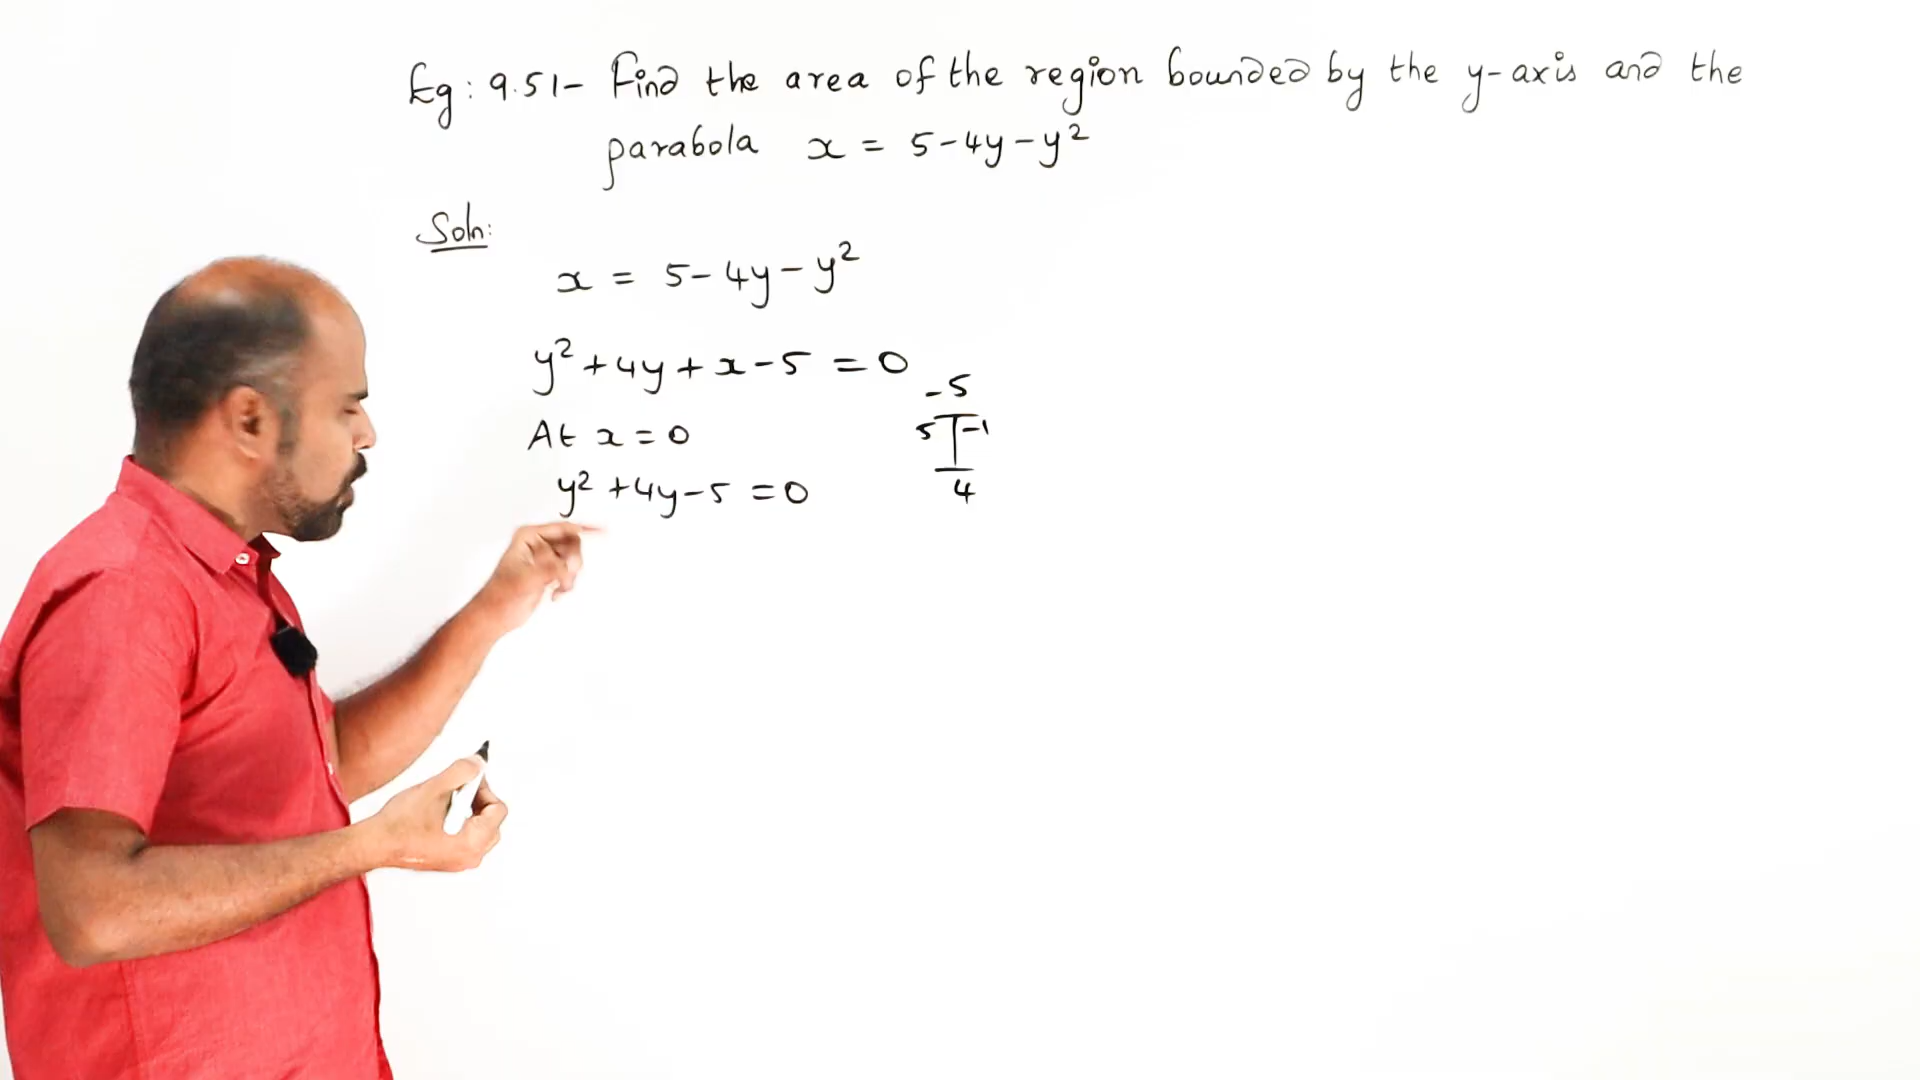 Eg: 9.51- Find the area of the region bounded by the y-axis and the
parabola x = 5-4y-y²
Soln:
x = 5-4y-y²
y²+4y+x-5 =0
-5
At x=0
5 -1
y²+4y-5 =0
4